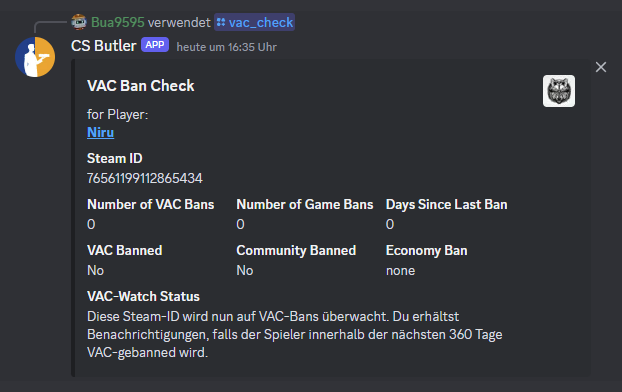 Bua9595 verwendet vac_check
CS Butler APP heute um 16:35 Uhr
VAC Ban Check
for Player:
Niru
Steam ID
76561199112865434
Number of VAC Bans Number of Game Bans Days Since Last Ban
0 0 0
VAC Banned Community Banned Economy Ban
No No none
VAC-Watch Status
Diese Steam-ID wird nun auf VAC-Bans überwacht. Du erhältst
Benachrichtigungen, falls der Spieler innerhalb der nächsten 360 Tage
VAC-gebanned wird.